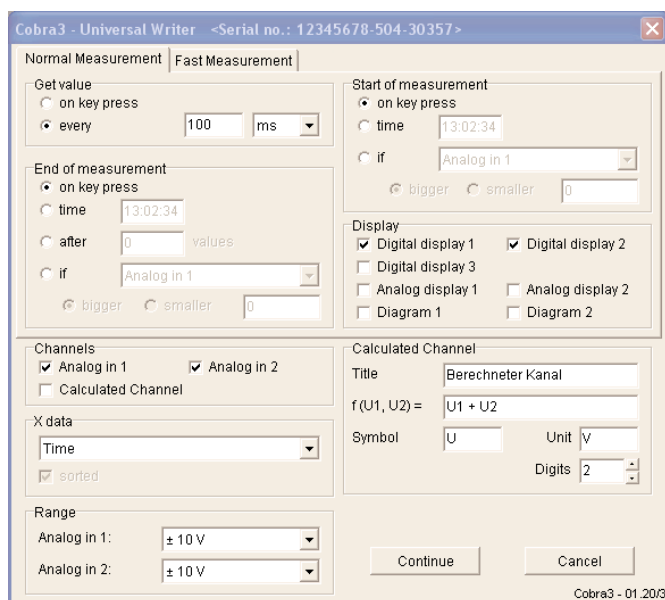 Cobra3 - Universal Writer <Serial no.: 12345678-504-30357>
Normal Measurement
Fast Measurement
Get value
on key press
every 100 ms
End of measurement
on key press
time 13:02:34
after 0 values
if Analog in 1
bigger smaller 0
Start of measurement
on key press
time 13:02:34
if Analog in 1
bigger smaller 0
Display
Digital display 1 Digital display 2
Digital display 3
Analog display 1 Analog display 2
Diagram 1 Diagram 2
Channels
Analog in 1 Analog in 2
Calculated Channel
X data
Time
sorted
Range
Analog in 1: ± 10 V
Analog in 2: ± 10 V
Calculated Channel
Title Berechneter Kanal
f (U1, U2) = U1 + U2
Symbol U Unit V
Digits 2
Continue Cancel
Cobra3 - 01.20/3